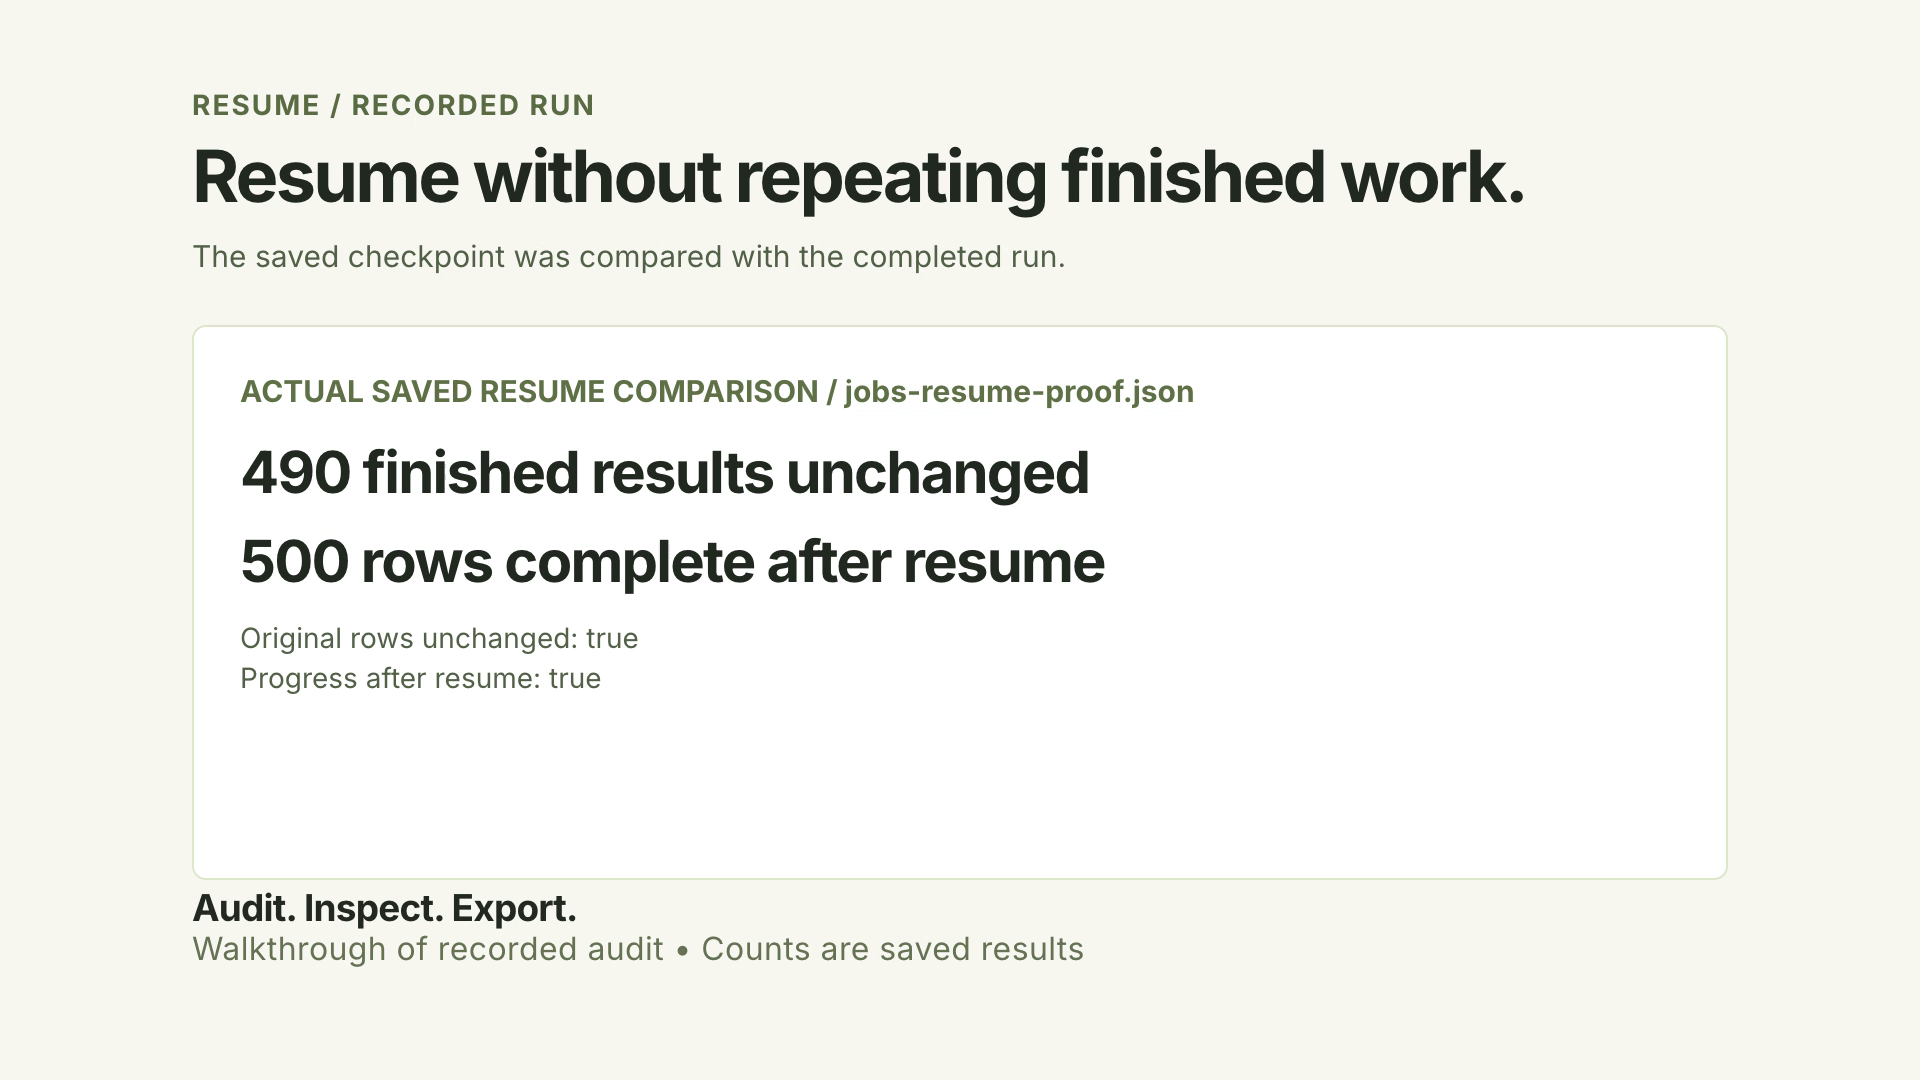 RESUME / RECORDED RUN
Resume without repeating finished work.
The saved checkpoint was compared with the completed run.
ACTUAL SAVED RESUME COMPARISON / jobs-resume-proof.json
490 finished results unchanged
500 rows complete after resume
Original rows unchanged: true
Progress after resume: true
Audit. Inspect. Export.
Walkthrough of recorded audit • Counts are saved results